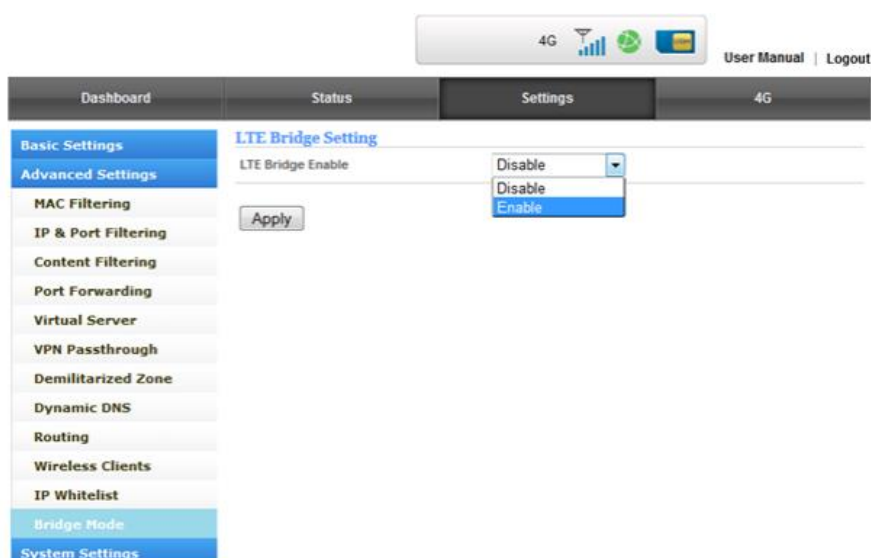 4G
User Manual | Logout
Dashboard Status Settings 4G
Basic Settings
Advanced Settings
MAC Filtering
IP & Port Filtering
Content Filtering
Port Forwarding
Virtual Server
VPN Passthrough
Demilitarized Zone
Dynamic DNS
Routing
Wireless Clients
IP Whitelist
Bridge Mode
System Settings
LTE Bridge Setting
LTE Bridge Enable Disable
Disable
Enable
Apply